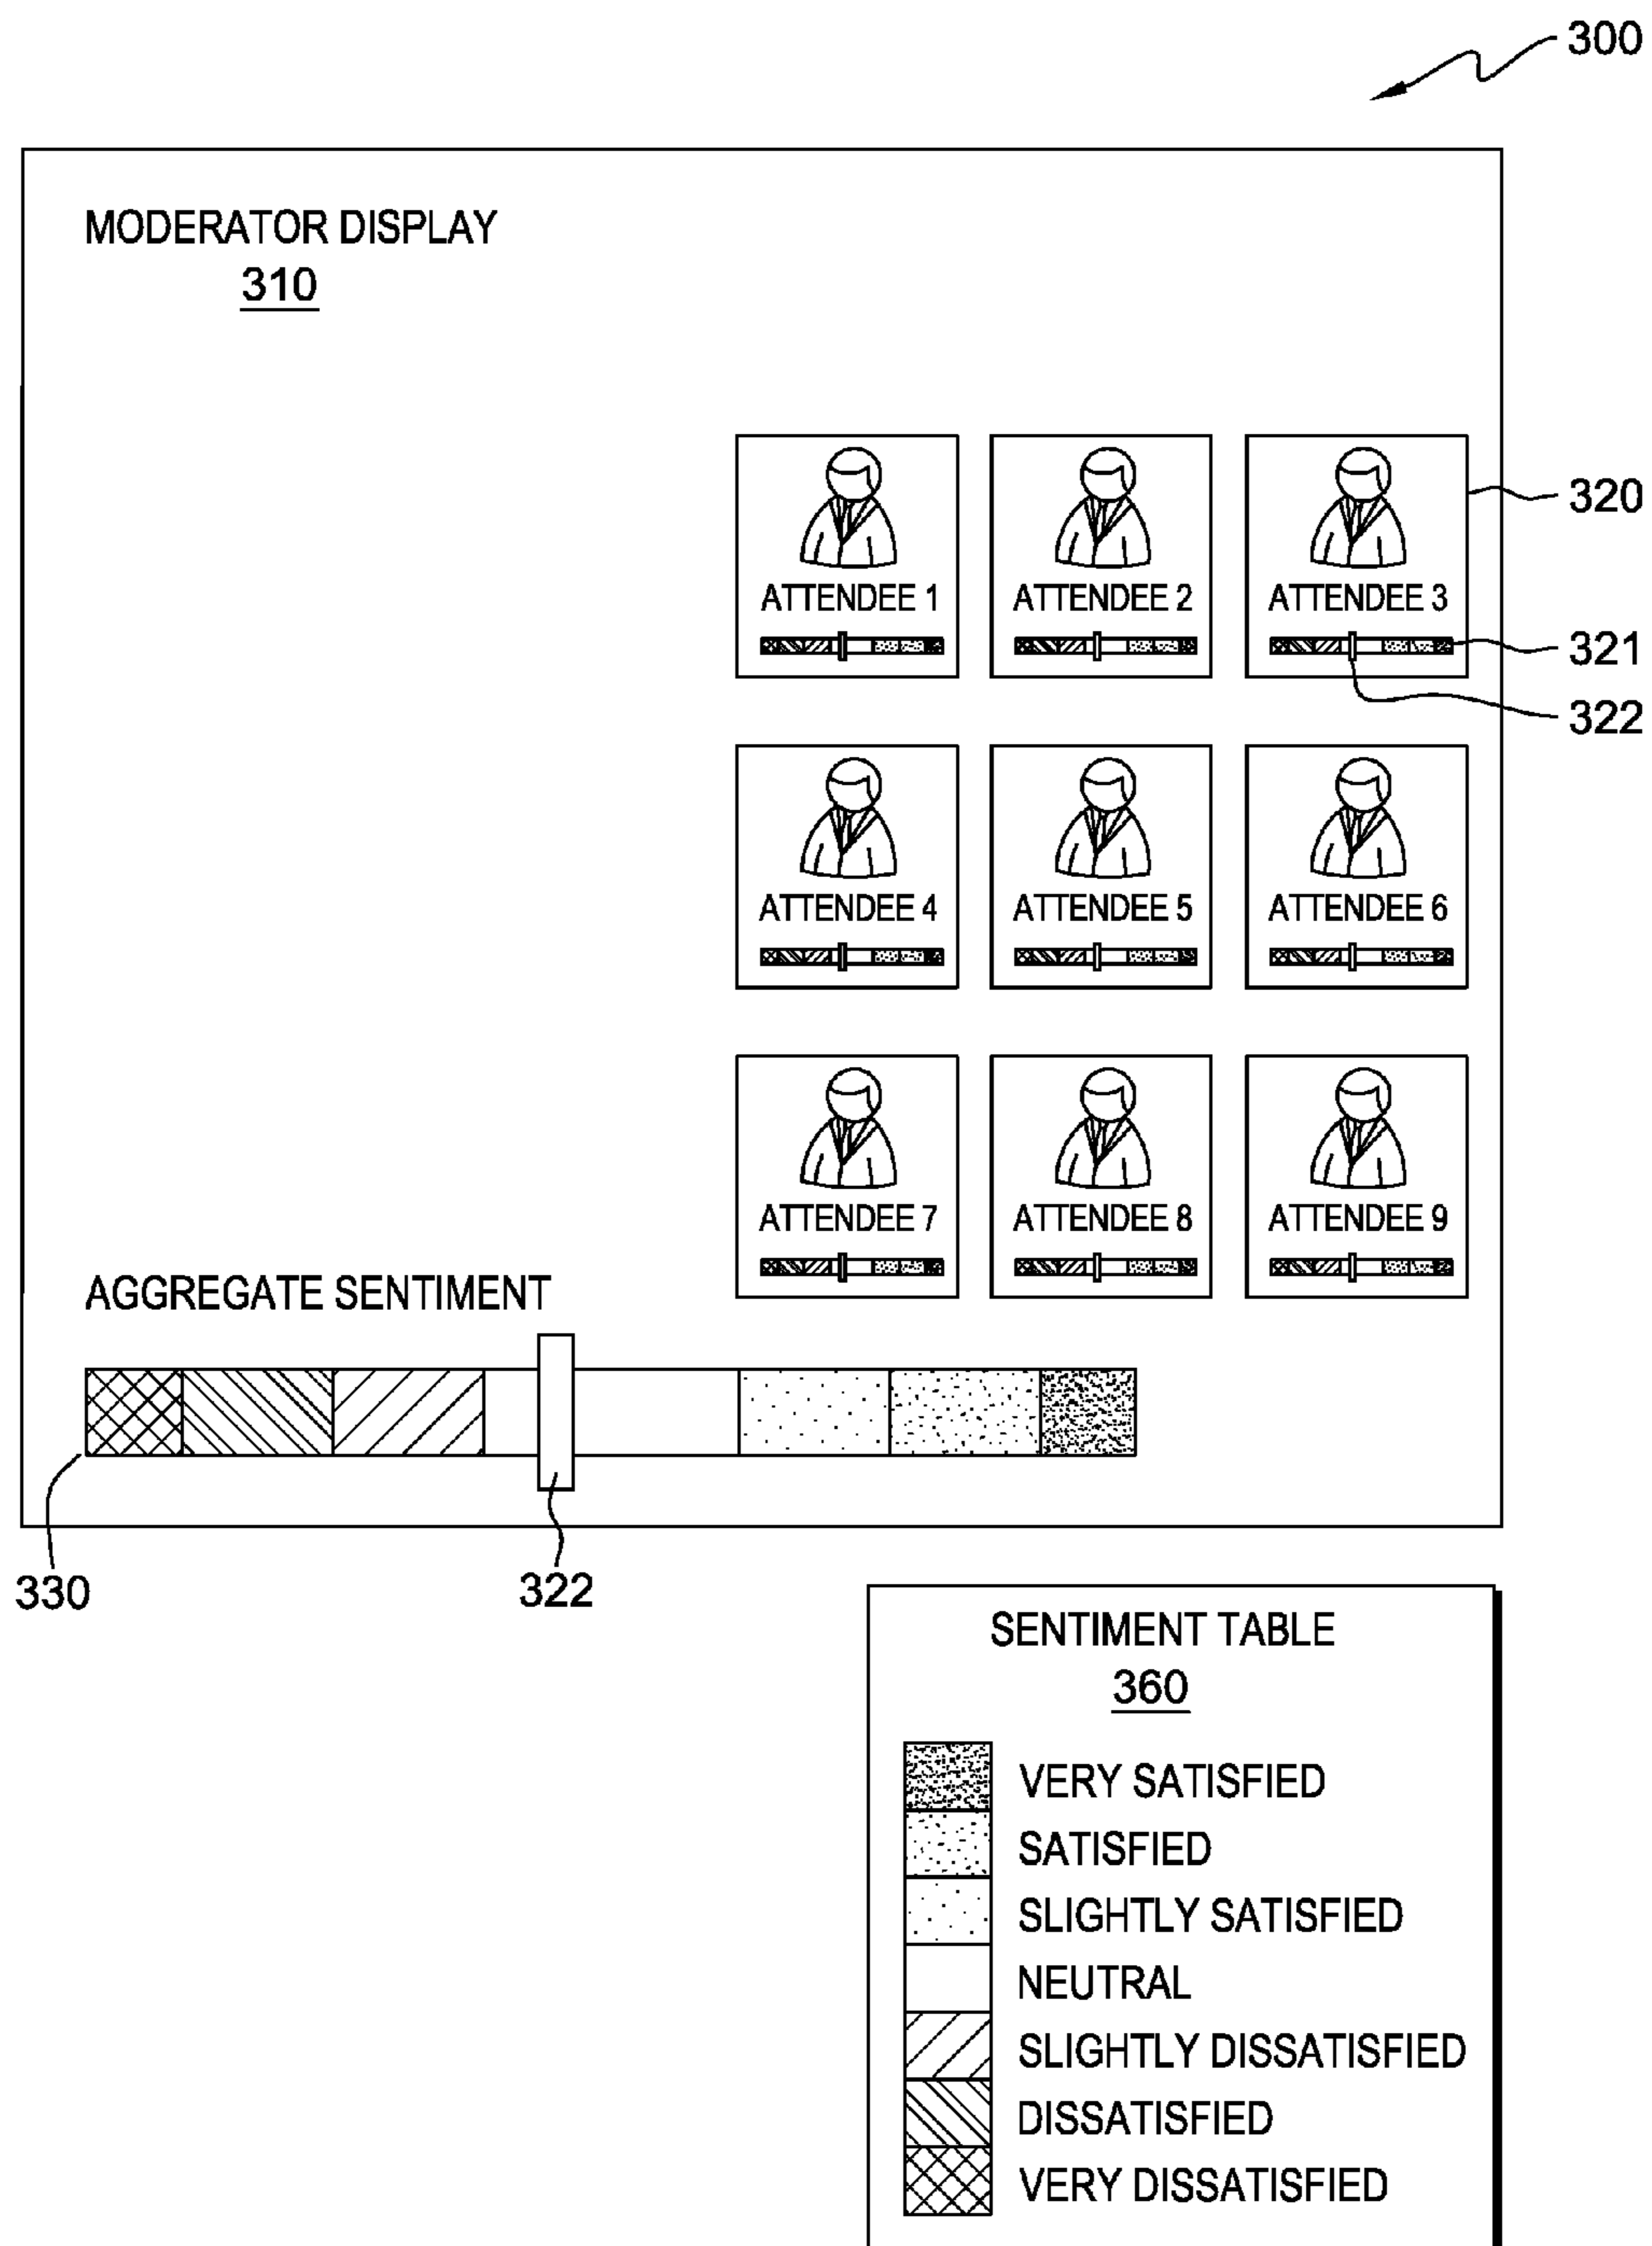 300
MODERATOR DISPLAY
310
320
ATTENDEE 1
ATTENDEE 2
ATTENDEE 3
321
322
ATTENDEE 4
ATTENDEE 5
ATTENDEE 6
ATTENDEE 7
ATTENDEE 8
ATTENDEE 9
AGGREGATE SENTIMENT
330
322
SENTIMENT TABLE
360
VERY SATISFIED
SATISFIED
SLIGHTLY SATISFIED
NEUTRAL
SLIGHTLY DISSATISFIED
DISSATISFIED
VERY DISSATISFIED